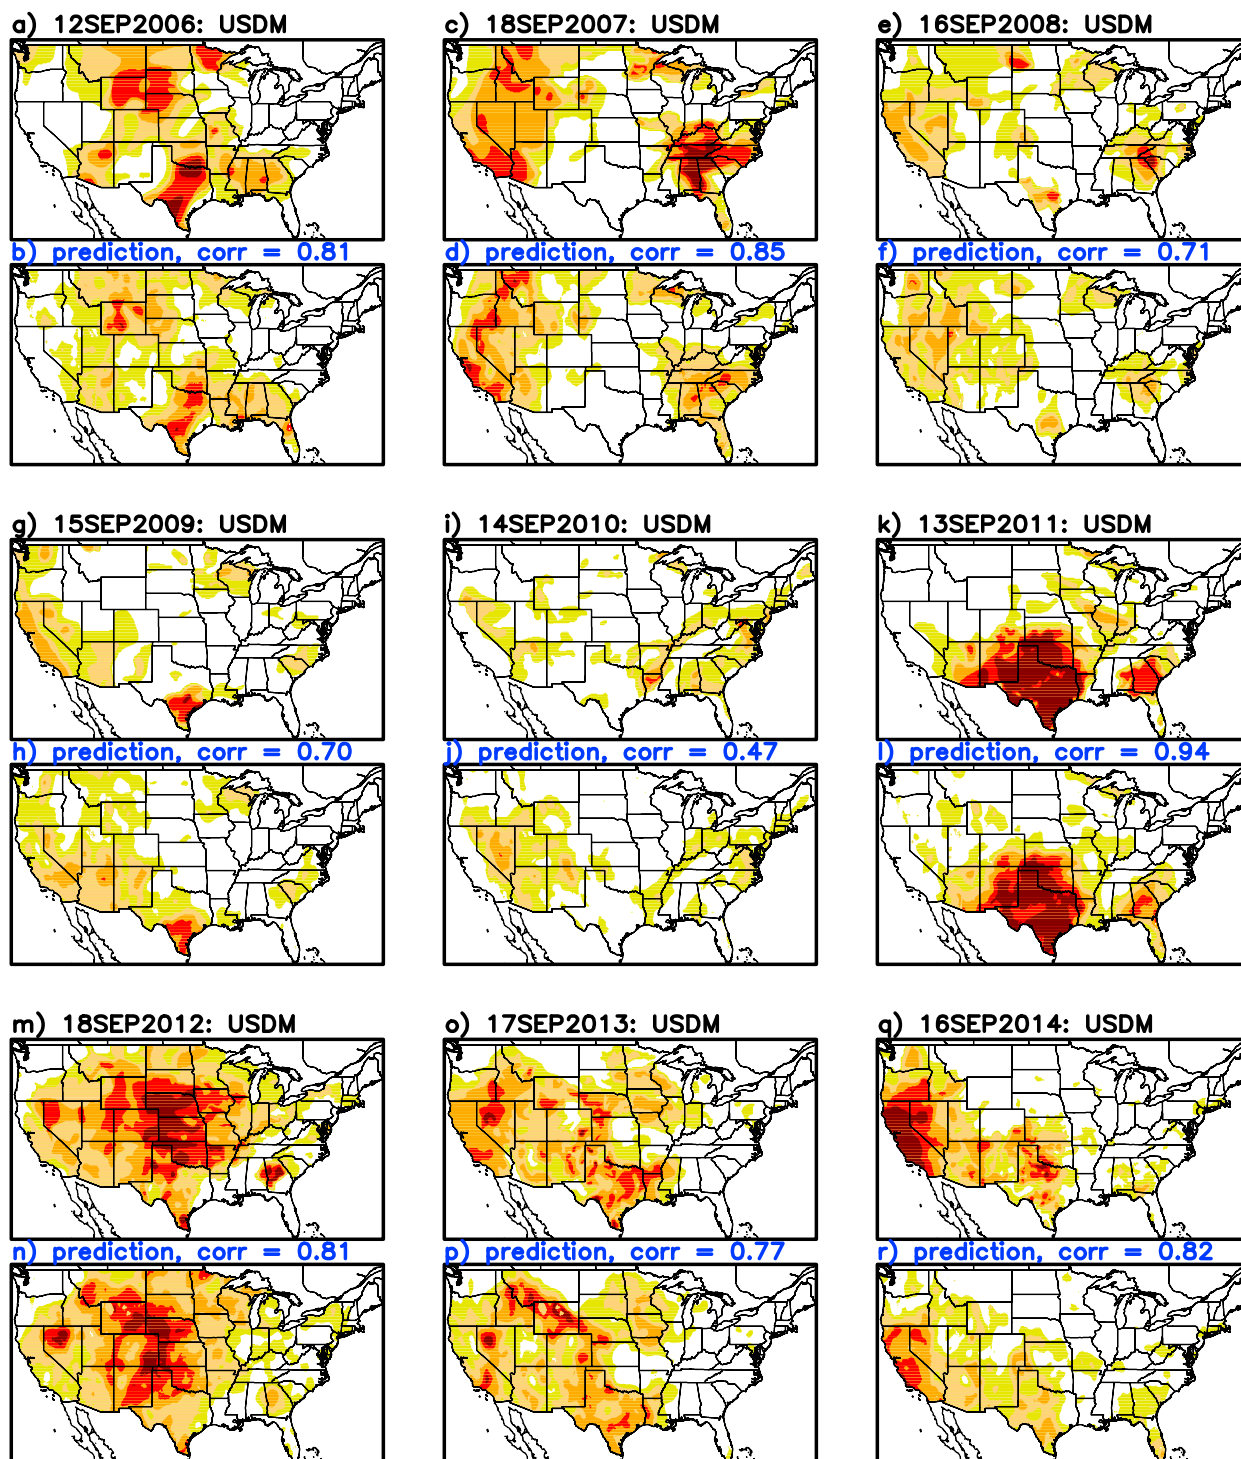 a) 12SEP2006: USDM
c) 18SEP2007: USDM
e) 16SEP2008: USDM
b) prediction, corr = 0.81
d) prediction, corr = 0.85
f) prediction, corr = 0.71
g) 15SEP2009: USDM
i) 14SEP2010: USDM
k) 13SEP2011: USDM
h) prediction, corr = 0.70
j) prediction, corr = 0.47
l) prediction, corr = 0.94
m) 18SEP2012: USDM
o) 17SEP2013: USDM
q) 16SEP2014: USDM
n) prediction, corr = 0.81
p) prediction, corr = 0.77
r) prediction, corr = 0.82